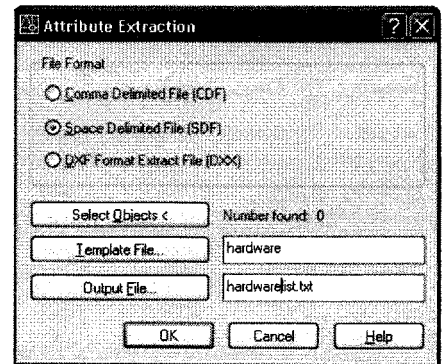 Attribute Extraction
File Format
Comma Delimited File (CDF)
Space Delimited File (SDF)
DXF Format Extract File (DXX)
Select Objects <
Number found: 0
Template File...
hardware
Output File...
hardwarelist.txt
OK
Cancel
Help